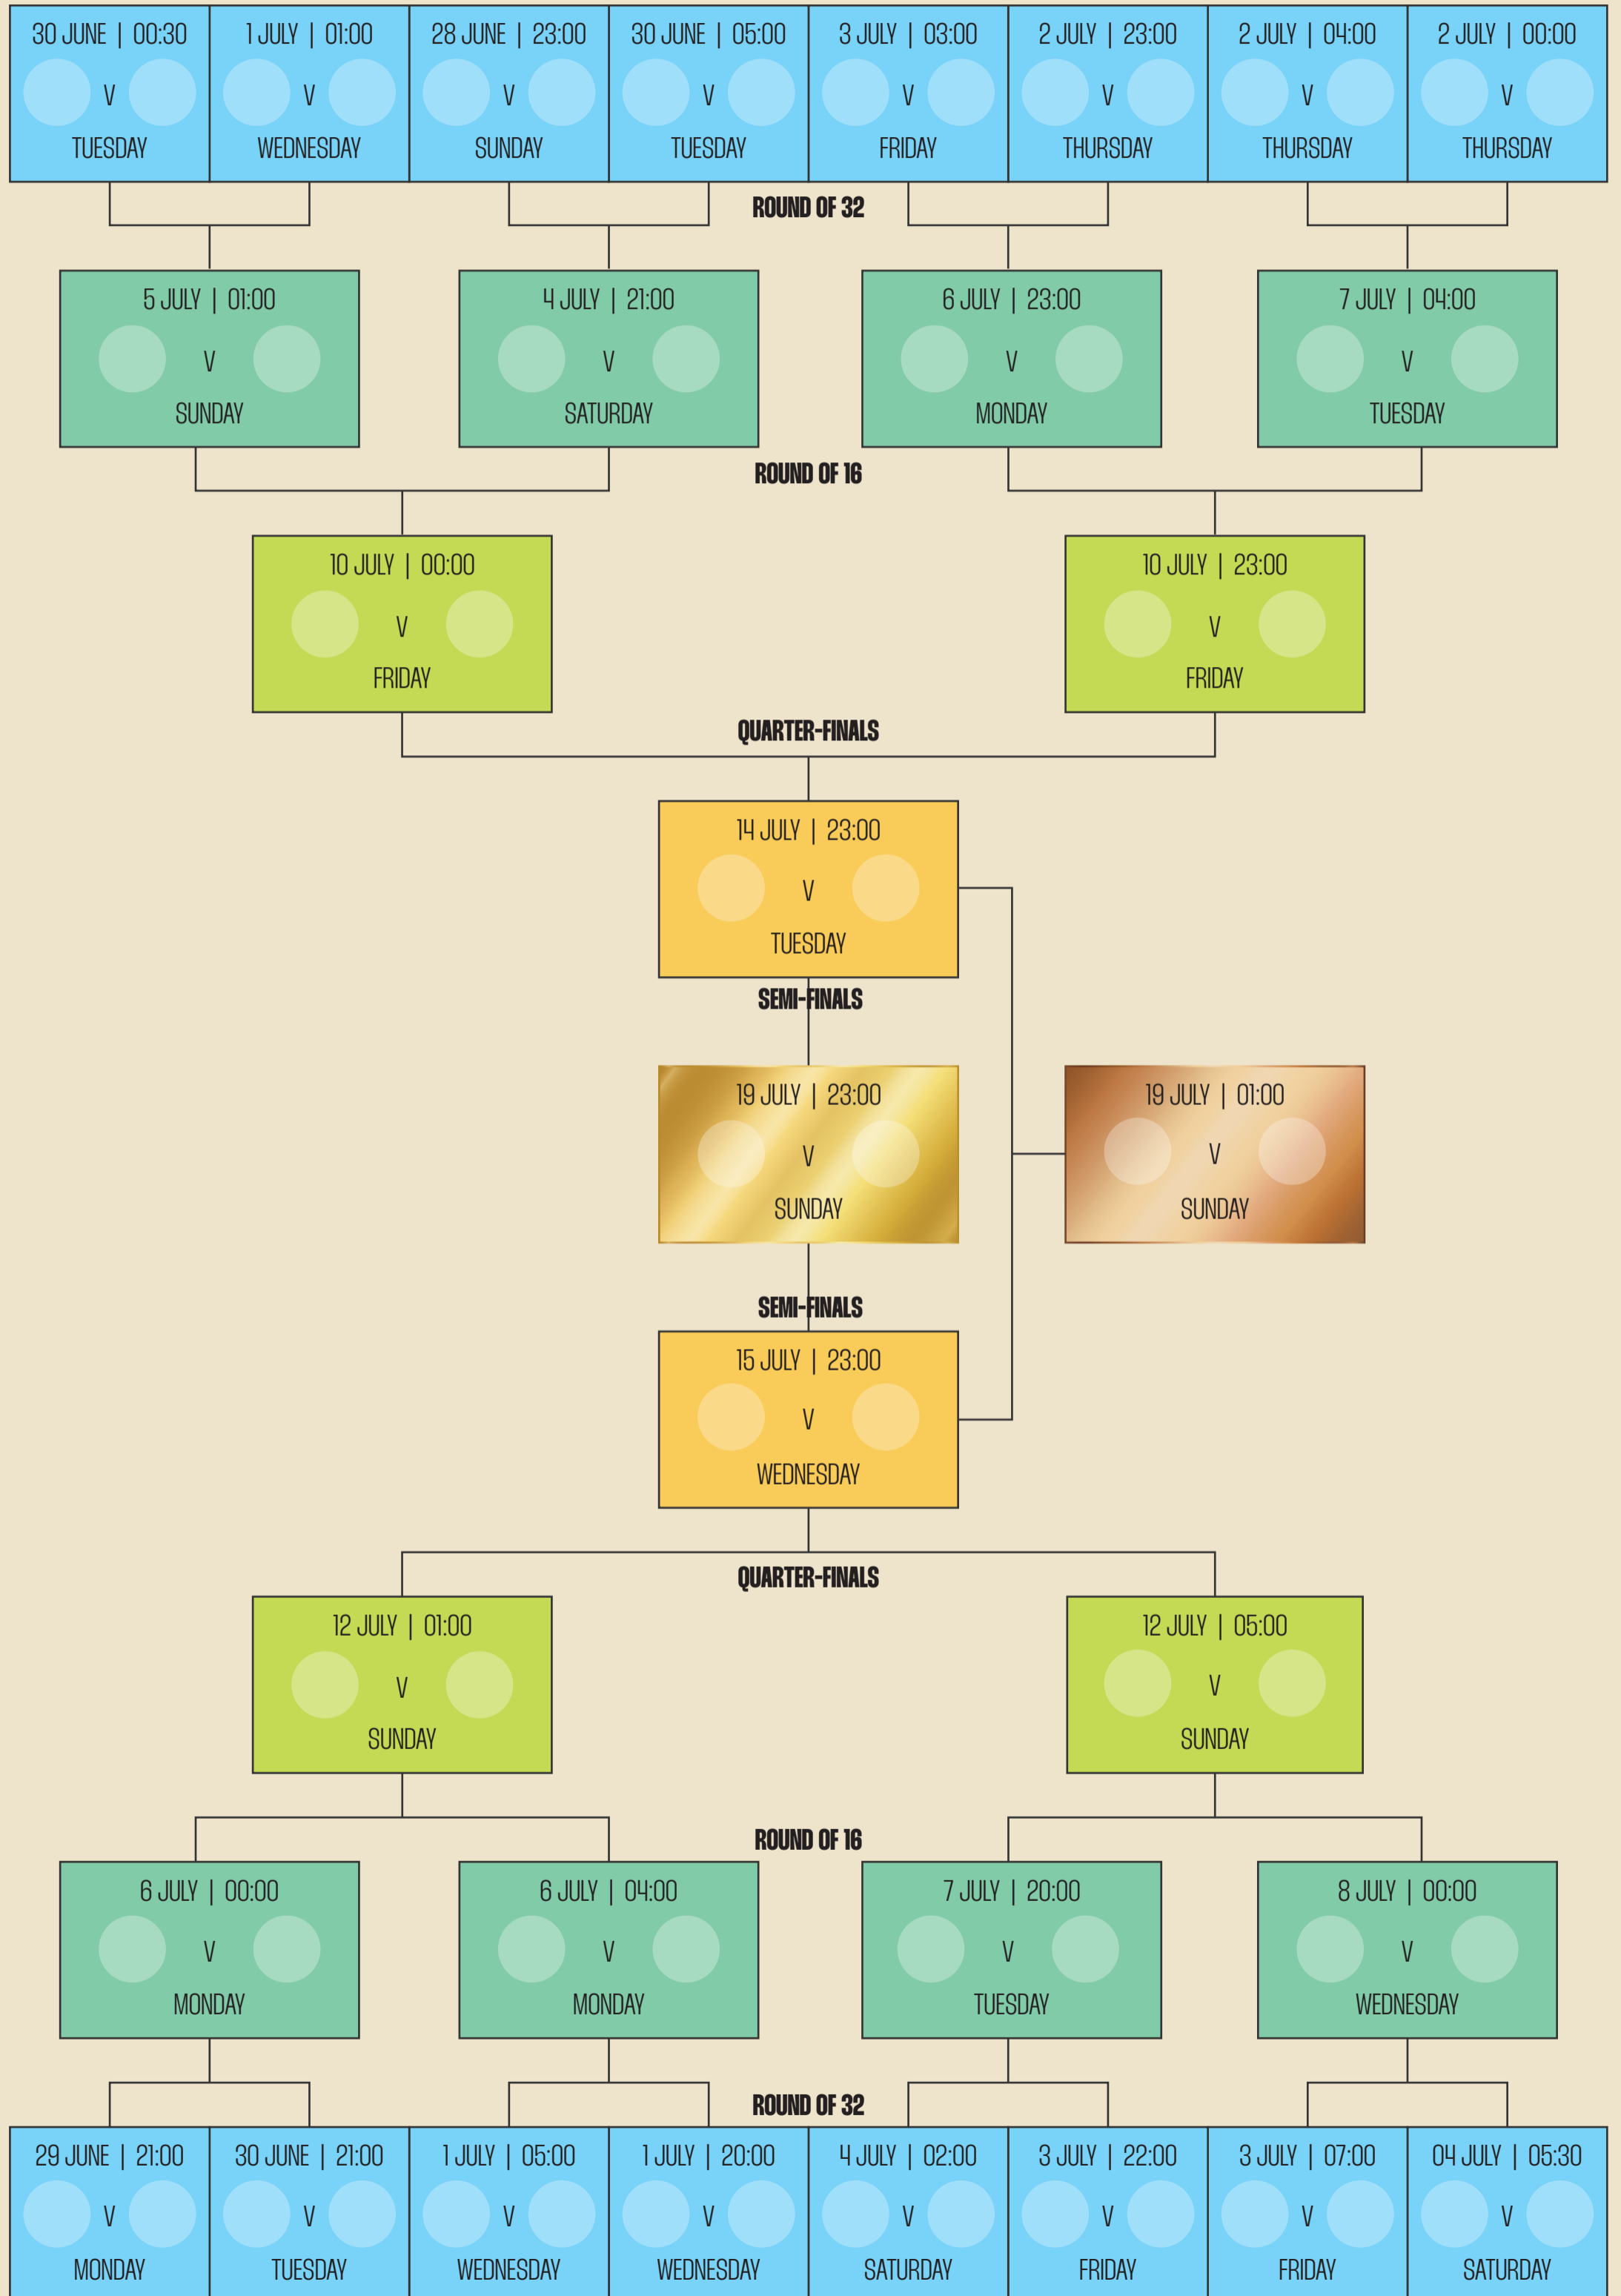 30 JUNE | 00:30
V
TUESDAY
1 JULY | 01:00
V
WEDNESDAY
28 JUNE | 23:00
V
SUNDAY
30 JUNE | 05:00
V
TUESDAY
3 JULY | 03:00
V
FRIDAY
2 JULY | 23:00
V
THURSDAY
2 JULY | 04:00
V
THURSDAY
2 JULY | 00:00
V
THURSDAY
ROUND OF 32
5 JULY | 01:00
V
SUNDAY
4 JULY | 21:00
V
SATURDAY
6 JULY | 23:00
V
MONDAY
7 JULY | 04:00
V
TUESDAY
ROUND OF 16
10 JULY | 00:00
V
FRIDAY
10 JULY | 23:00
V
FRIDAY
QUARTER-FINALS
14 JULY | 23:00
V
TUESDAY
SEMI-FINALS
19 JULY | 23:00
V
SUNDAY
19 JULY | 01:00
V
SUNDAY
SEMI-FINALS
15 JULY | 23:00
V
WEDNESDAY
QUARTER-FINALS
12 JULY | 01:00
V
SUNDAY
12 JULY | 05:00
V
SUNDAY
ROUND OF 16
6 JULY | 00:00
V
MONDAY
6 JULY | 04:00
V
MONDAY
7 JULY | 20:00
V
TUESDAY
8 JULY | 00:00
V
WEDNESDAY
ROUND OF 32
29 JUNE | 21:00
V
MONDAY
30 JUNE | 21:00
V
TUESDAY
1 JULY | 05:00
V
WEDNESDAY
1 JULY | 20:00
V
WEDNESDAY
4 JULY | 02:00
V
SATURDAY
3 JULY | 22:00
V
FRIDAY
3 JULY | 07:00
V
FRIDAY
04 JULY | 05:30
V
SATURDAY